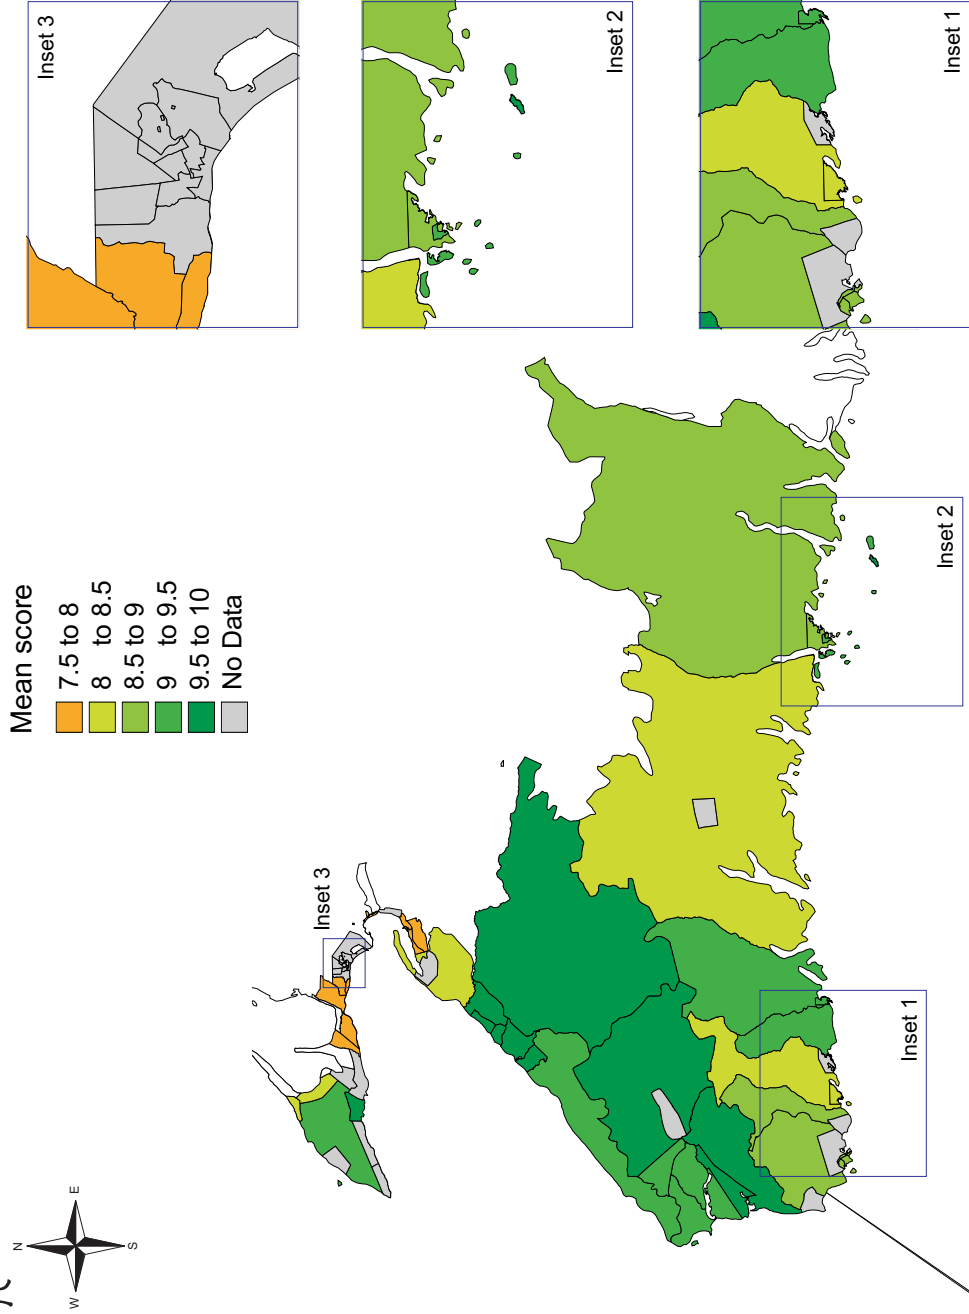 Mean score
7.5 to 8
8 to 8.5
8.5 to 9
9 to 9.5
9.5 to 10
No Data
N
E
S
W
Inset 3
Inset 2
Inset 1
Inset 3
Inset 2
Inset 1